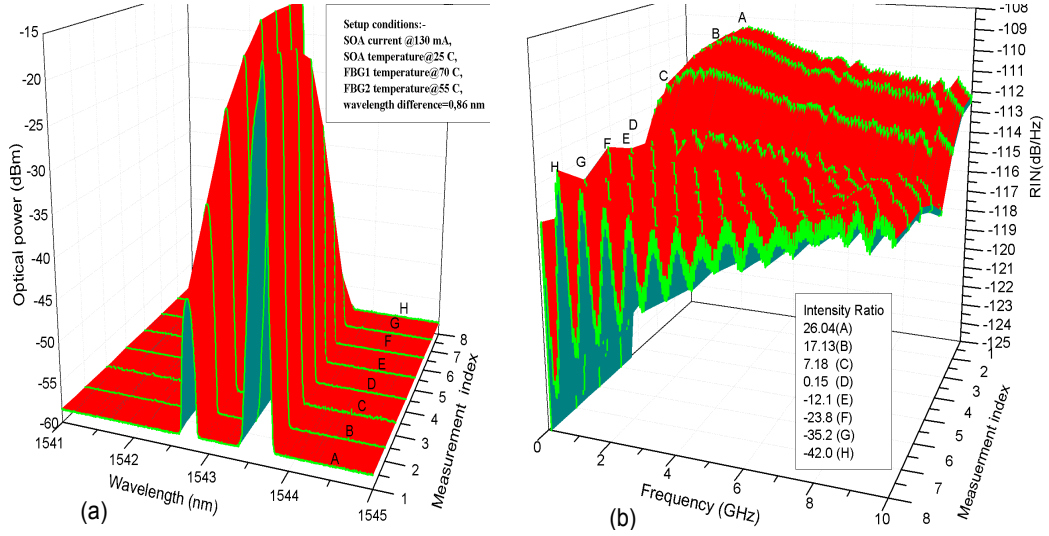 Setup conditions:-
SOA current @130 mA,
SOA temperature@25 C,
FBG1 temperature@70 C,
FBG2 temperature@55 C,
wavelength difference=0,86 nm
Optical power (dBm)
-15
-20
-25
-30
-35
-40
-45
-50
-55
-60
1541
1542
1543
1544
1545
Wavelength (nm)
1
2
3
4
5
6
7
8
Measurement index
H
G
F
E
D
C
B
A
(a)
A
B
C
D
E
F
G
H
-108
-109
-110
-111
-112
-113
-114
-115
-116
-117
-118
-119
-120
-121
-122
-123
-124
-125
RIN(dB/Hz)
Intensity Ratio
26.04(A)
17.13(B)
7.18 (C)
0.15 (D)
-12.1 (E)
-23.8 (F)
-35.2 (G)
-42.0 (H)
0
2
4
6
8
10
Frequency (GHz)
1
2
3
4
5
6
7
8
Measuerment index
(b)